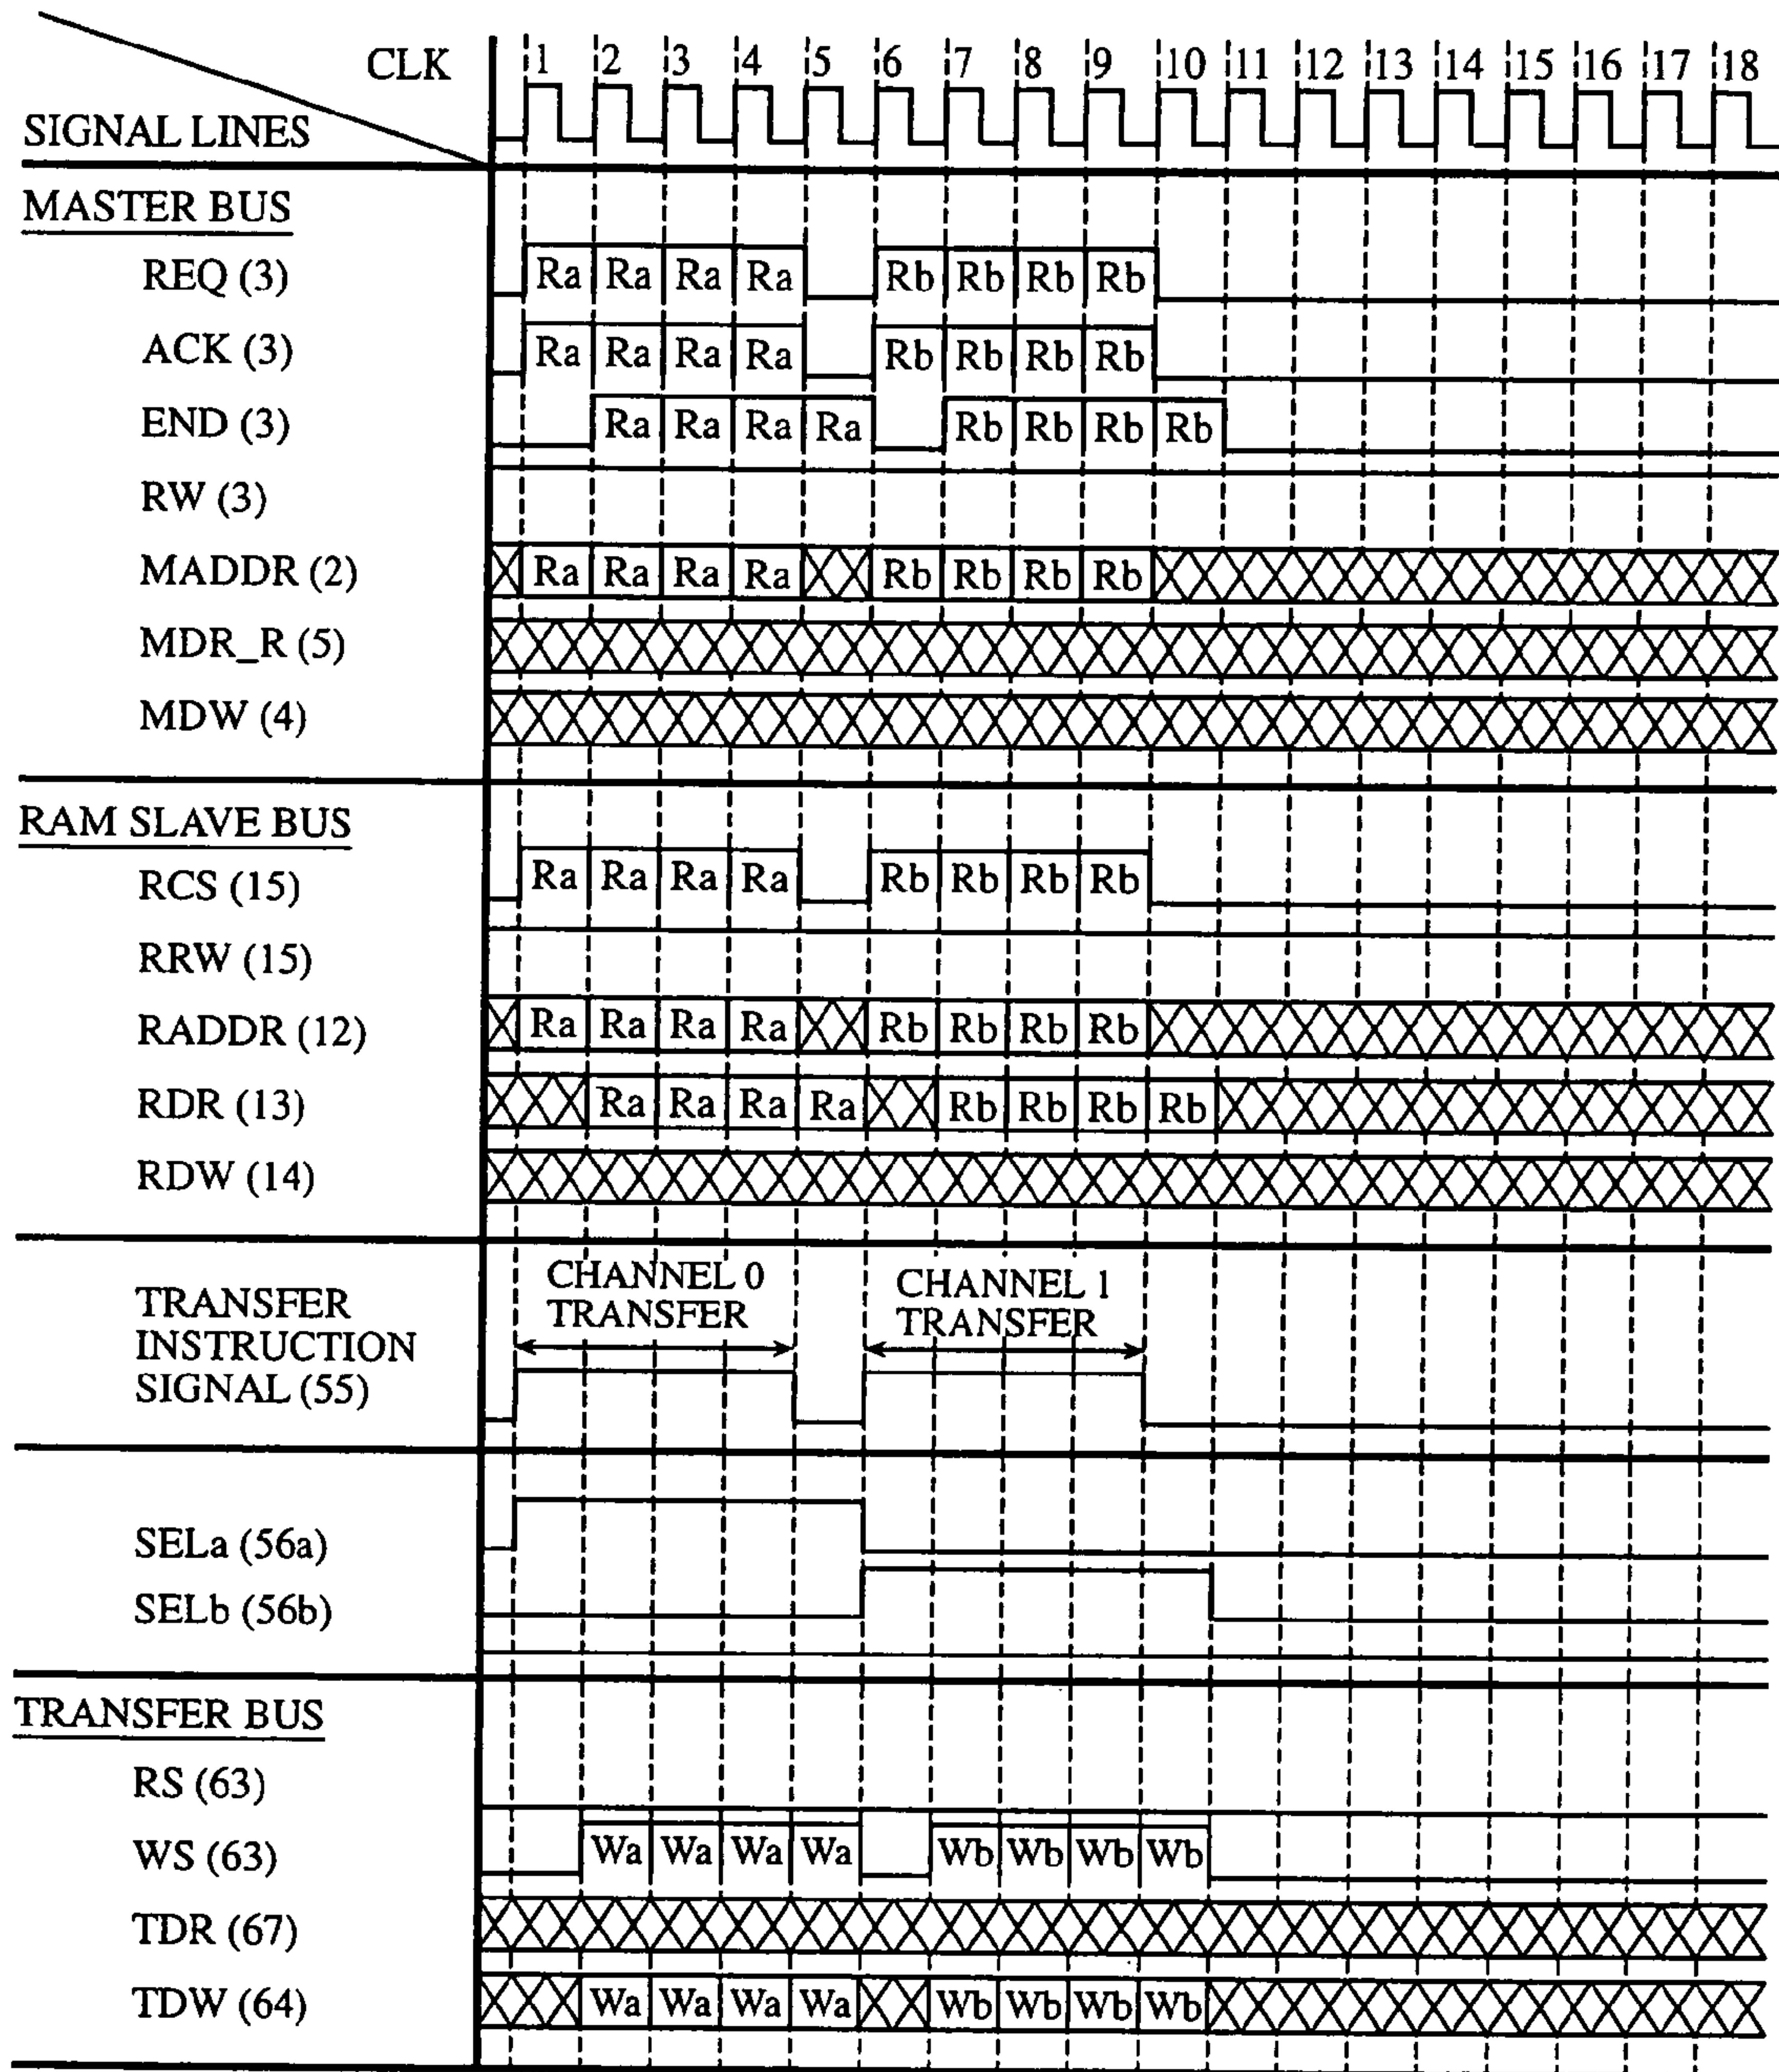 CLK 1 2 3 4 5 6 7 8 9 10 11 12 13 14 15 16 17 18
SIGNAL LINES
MASTER BUS
REQ (3) Ra Ra Ra Ra Rb Rb Rb Rb
ACK (3) Ra Ra Ra Ra Rb Rb Rb Rb
END (3) Ra Ra Ra Ra Rb Rb Rb Rb
RW (3)
MADDR (2) Ra Ra Ra Ra Rb Rb Rb Rb
MDR_R (5)
MDW (4)
RAM SLAVE BUS
RCS (15) Ra Ra Ra Ra Rb Rb Rb Rb
RRW (15)
RADDR (12) Ra Ra Ra Ra Rb Rb Rb Rb
RDR (13) Ra Ra Ra Ra Rb Rb Rb Rb
RDW (14)
CHANNEL 0
TRANSFER
CHANNEL 1
TRANSFER
TRANSFER
INSTRUCTION
SIGNAL (55)
SELa (56a)
SELb (56b)
TRANSFER BUS
RS (63)
WS (63) Wa Wa Wa Wa Wb Wb Wb Wb
TDR (67)
TDW (64) Wa Wa Wa Wa Wb Wb Wb Wb